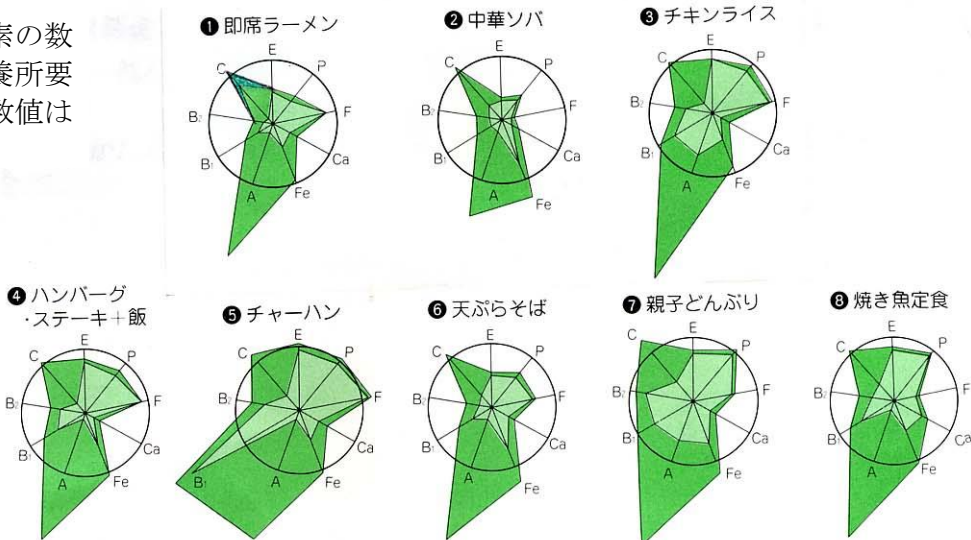 素の数
養所要
数値は
❶ 即席ラーメン
E
P
F
Ca
Fe
A
B₁
B₂
C
❷ 中華ソバ
E
P
F
Ca
Fe
A
B₁
B₂
C
❸ チキンライス
E
P
F
Ca
Fe
A
B₁
B₂
C
❹ ハンバーグ
・ステーキ＋飯
E
P
F
Ca
Fe
A
B₁
B₂
C
❺ チャーハン
E
P
F
Ca
Fe
A
B₁
B₂
C
❻ 天ぷらそば
E
P
F
Ca
Fe
A
B₁
B₂
C
❼ 親子どんぶり
E
P
F
Ca
Fe
A
B₁
B₂
C
❽ 焼き魚定食
E
P
F
Ca
Fe
A
B₁
B₂
C